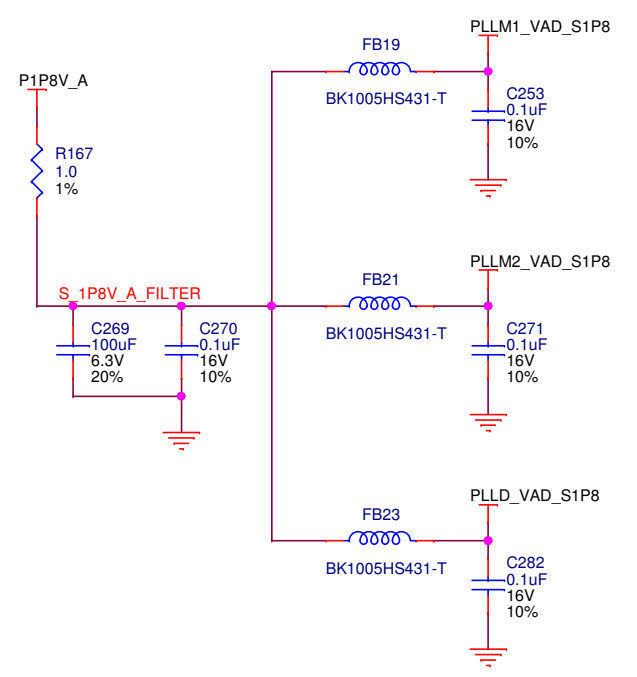 PLLM1_VAD_S1P8
FB19
BK1005HS431-T
C253
0.1uF
16V
10%
P1P8V_A
R167
1.0
1%
S_1P8V_A_FILTER
C269
100uF
6.3V
20%
C270
0.1uF
16V
10%
PLLM2_VAD_S1P8
FB21
BK1005HS431-T
C271
0.1uF
16V
10%
PLLD_VAD_S1P8
FB23
BK1005HS431-T
C282
0.1uF
16V
10%